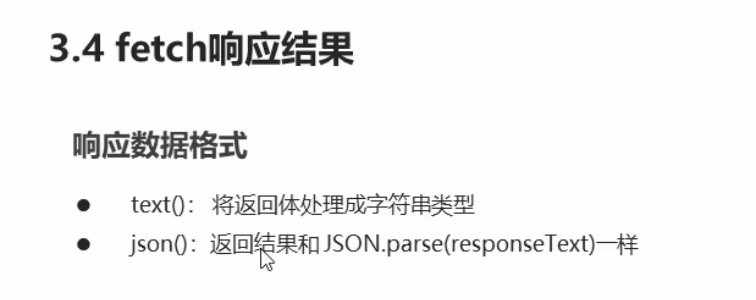 3.4 fetch响应结果
响应数据格式
● text()： 将返回体处理成字符串类型
● json()：返回结果和 JSON.parse(responseText)一样